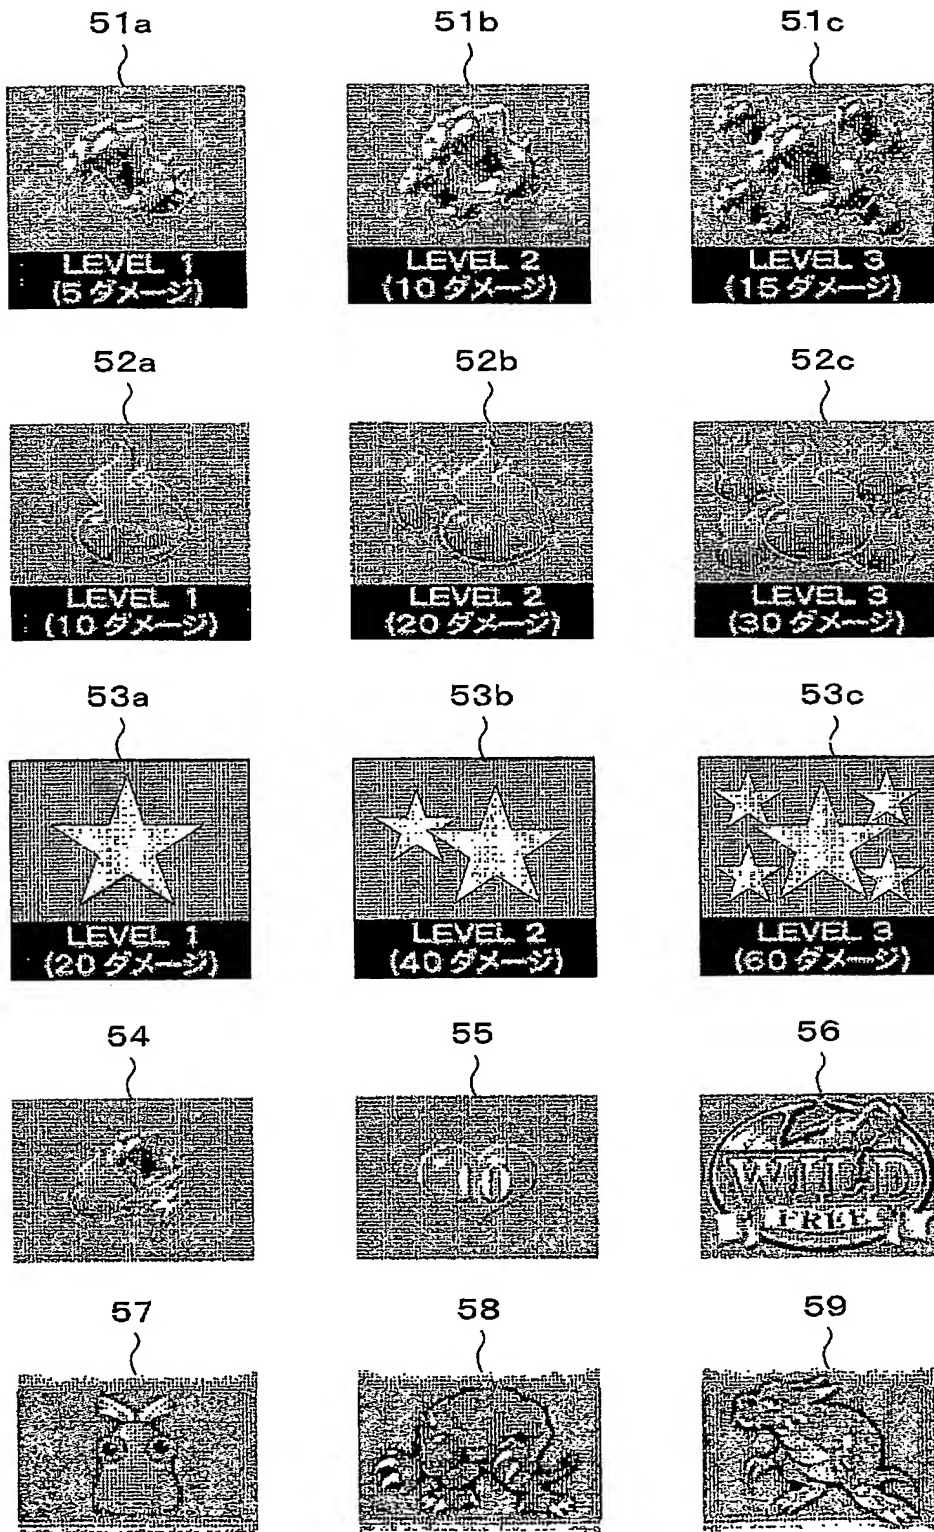 51a
51b
51c
LEVEL 1
(5 ダメージ)
LEVEL 2
(10 ダメージ)
LEVEL 3
(15 ダメージ)
52a
52b
52c
LEVEL 1
(10 ダメージ)
LEVEL 2
(20 ダメージ)
LEVEL 3
(30 ダメージ)
53a
53b
53c
LEVEL 1
(20 ダメージ)
LEVEL 2
(40 ダメージ)
LEVEL 3
(60 ダメージ)
54
55
56
10
WILD
FREE
57
58
59